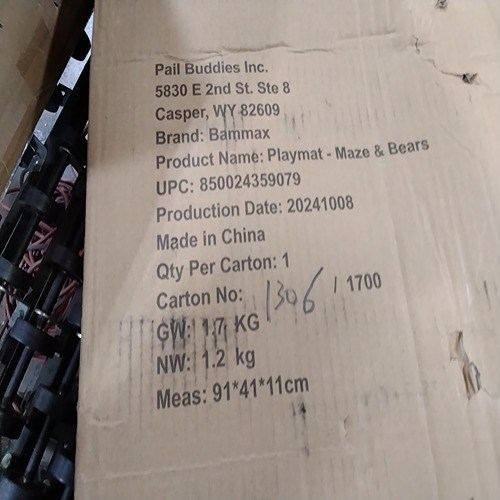 Pail Buddies Inc.
5830 E 2nd St. Ste 8
Casper, WY 82609
Brand: Bammax
Product Name: Playmat - Maze & Bears
UPC: 850024359079
Production Date: 20241008
Made in China
Qty Per Carton: 1
Carton No: 1306 / 1700
GW: 1.7 KG
NW: 1.2 kg
Meas: 91*41*11cm